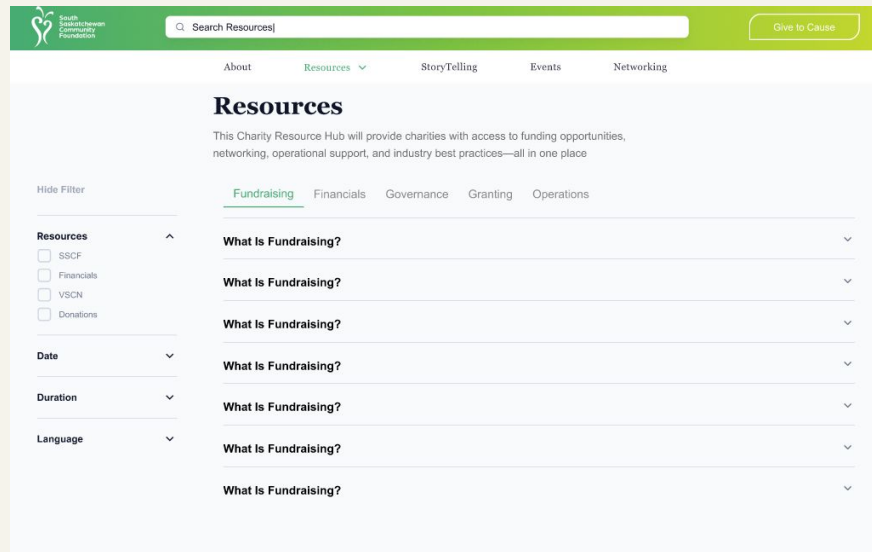 South
Saskatchewan
Community
Foundation
Search Resources
Give to Cause
About
Resources
StoryTelling
Events
Networking
Resources
This Charity Resource Hub will provide charities with access to funding opportunities,
networking, operational support, and industry best practices—all in one place
Hide Filter
Resources
SSCF
Financials
VSCN
Donations
Date
Duration
Language
Fundraising
Financials
Governance
Granting
Operations
What Is Fundraising?
What Is Fundraising?
What Is Fundraising?
What Is Fundraising?
What Is Fundraising?
What Is Fundraising?
What Is Fundraising?